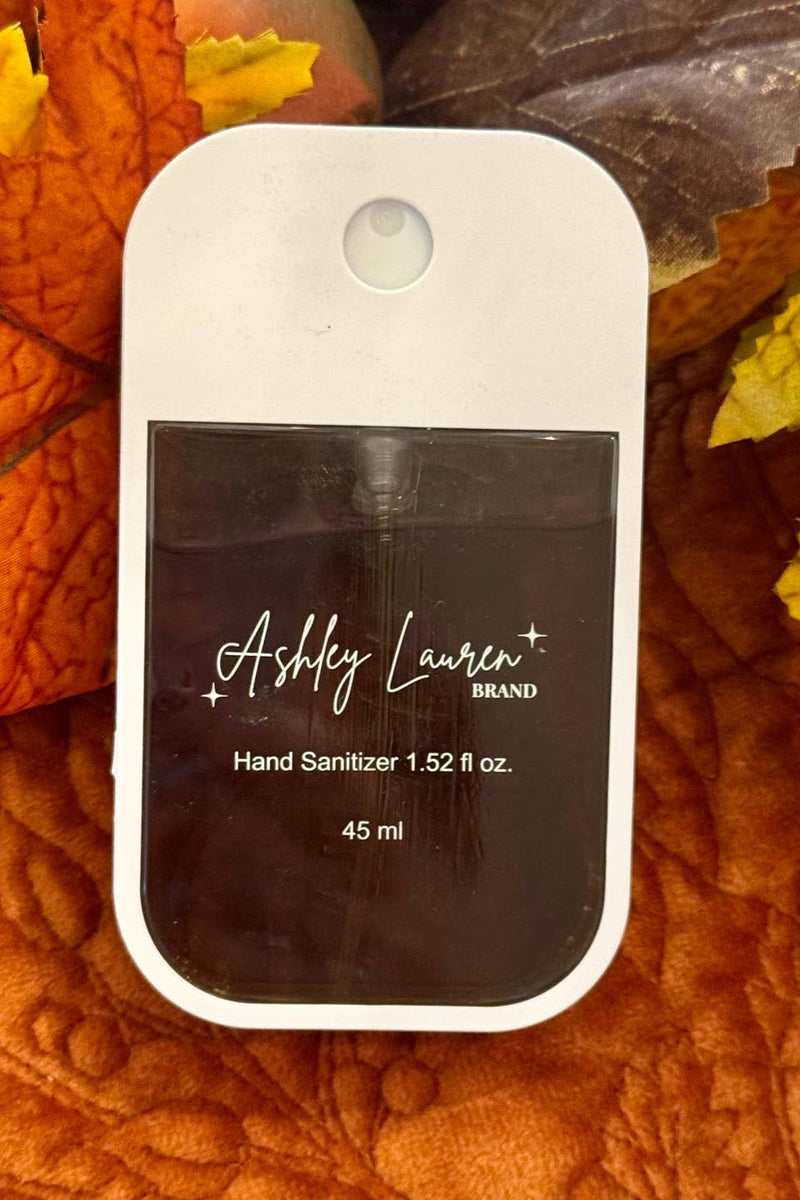 Ashley Lauren
BRAND
Hand Sanitizer 1.52 fl oz.
45 ml